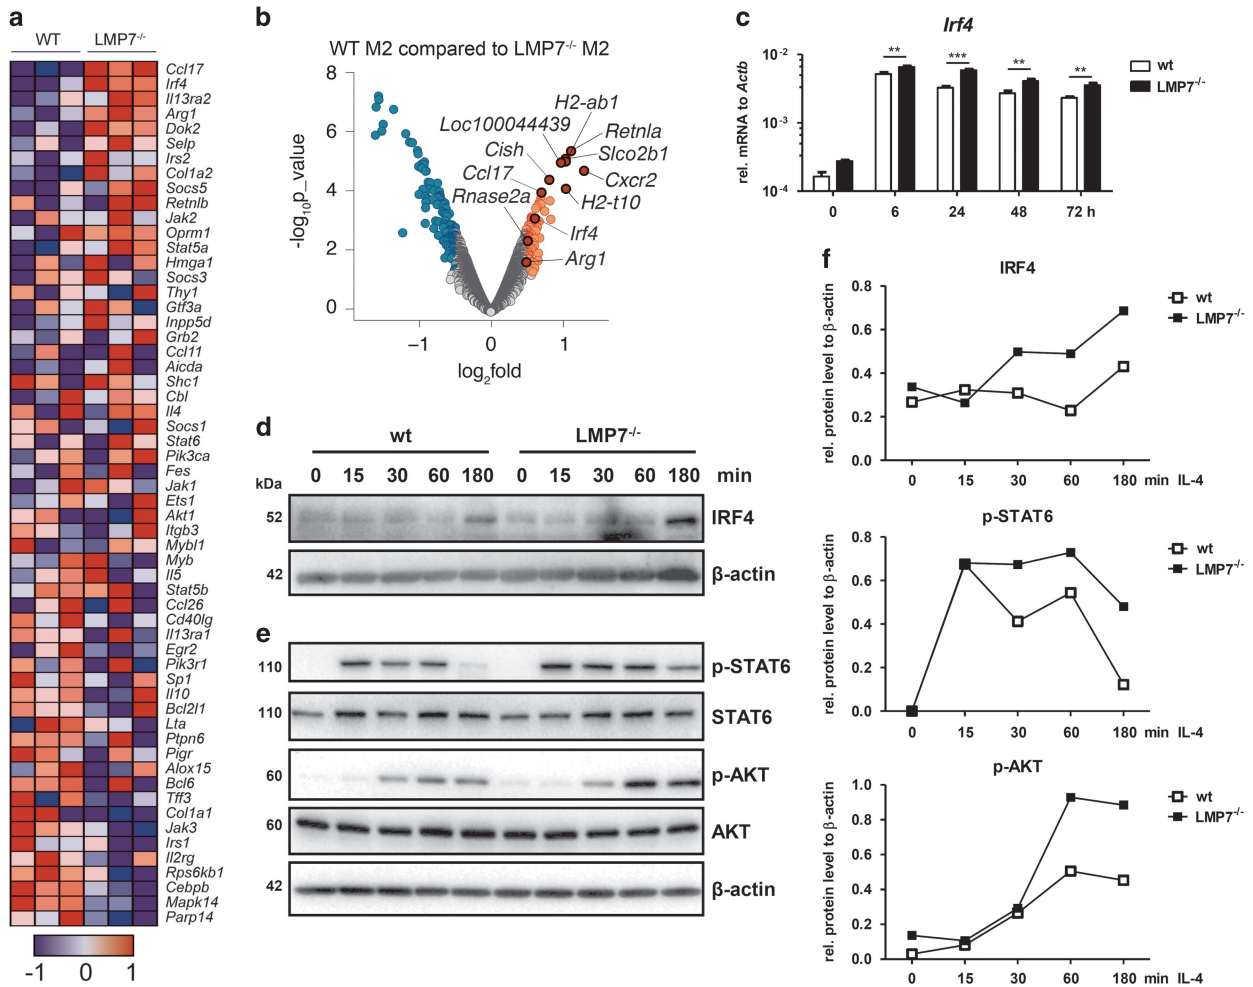 a
WT LMP7-/-
Ccl17
Irf4
Il13ra2
Arg1
Dok2
Selp
Irs2
Col1a2
Socs5
Retnlb
Jak2
Oprm1
Stat5a
Hmga1
Socs3
Thy1
Gtf3a
Inpp5d
Grb2
Ccl11
Aicda
Shc1
Cbl
Il4
Socs1
Stat6
Pik3ca
Fes
Jak1
Ets1
Akt1
Itgb3
Mybl1
Myb
Il5
Stat5b
Ccl26
Cd40lg
Il13ra1
Egr2
Pik3r1
Sp1
Il10
Bcl2l1
Lta
Ptpn6
Pigr
Alox15
Bcl6
Tff3
Col1a1
Jak3
Irs1
Il2rg
Rps6kb1
Cebpb
Mapk14
Parp14
-1 0 1
b
WT M2 compared to LMP7-/- M2
8
6
4
2
0
-log10p_value
H2-ab1
Loc100044439
Retnla
Cish
Slco2b1
Ccl17
Cxcr2
Rnase2a
H2-t10
Irf4
Arg1
−1 0 1
log2fold
c
Irf4
rel. mRNA to Actb
10-2
10-3
10-4
** *** ** **
wt
LMP7-/-
0 6 24 48 72 h
d
wt LMP7-/-
0 15 30 60 180 0 15 30 60 180 min
kDa
52 IRF4
42 β-actin
e
110 p-STAT6
110 STAT6
60 p-AKT
60 AKT
42 β-actin
f
IRF4
rel. protein level to β-actin
0.8
0.6
0.4
0.2
0.0
wt
LMP7-/-
0 15 30 60 180 min IL-4
p-STAT6
rel. protein level to β-actin
0.8
0.6
0.4
0.2
0.0
wt
LMP7-/-
0 15 30 60 180 min IL-4
p-AKT
rel. protein level to β-actin
1.0
0.8
0.6
0.4
0.2
0.0
wt
LMP7-/-
0 15 30 60 180 min IL-4